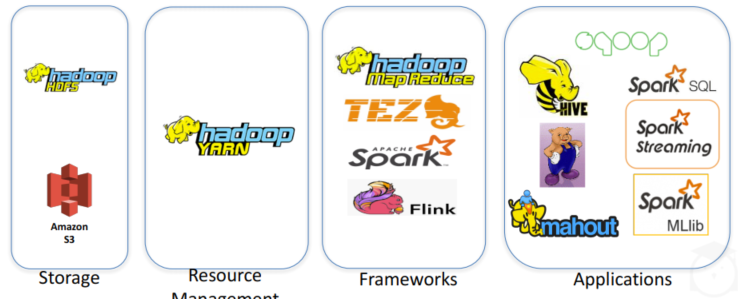 hadoop
HDFS
Amazon
S3
Storage
hadoop
YARN
Resource
Management
hadoop
Map Reduce
TEZ
APACHE
Spark
Flink
Frameworks
sqoop
HIVE
Spark SQL
Spark
Streaming
mahout
Spark
MLlib
Applications